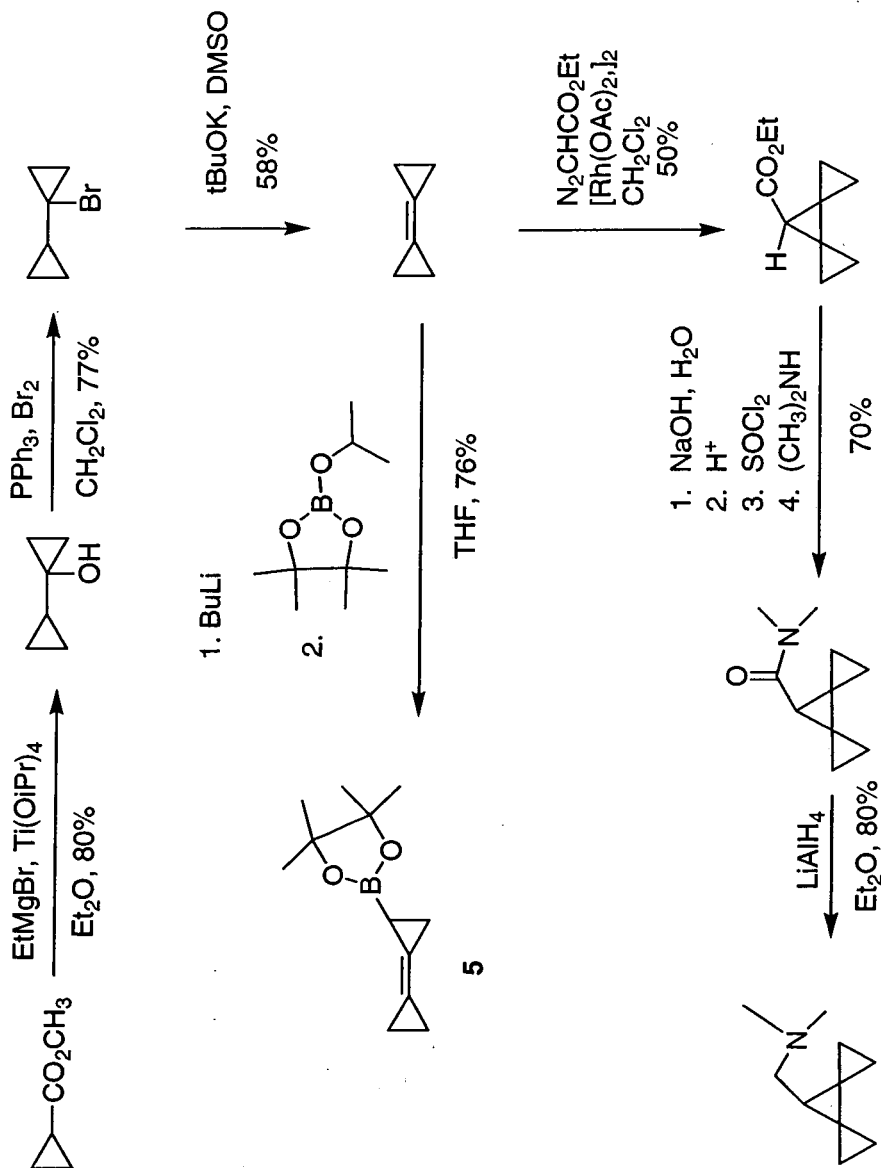 CO₂CH₃
EtMgBr, Ti(OiPr)₄
Et₂O, 80%
OH
PPh₃, Br₂
CH₂Cl₂, 77%
Br
tBuOK, DMSO
58%
1. BuLi
2.
O
B
O
O
THF, 76%
O
B
O
5
N₂CHCO₂Et
[Rh(OAc)₂,]₂
CH₂Cl₂
50%
H
CO₂Et
1. NaOH, H₂O
2. H⁺
3. SOCl₂
4. (CH₃)₂NH
70%
O
N
LiAlH₄
Et₂O, 80%
N